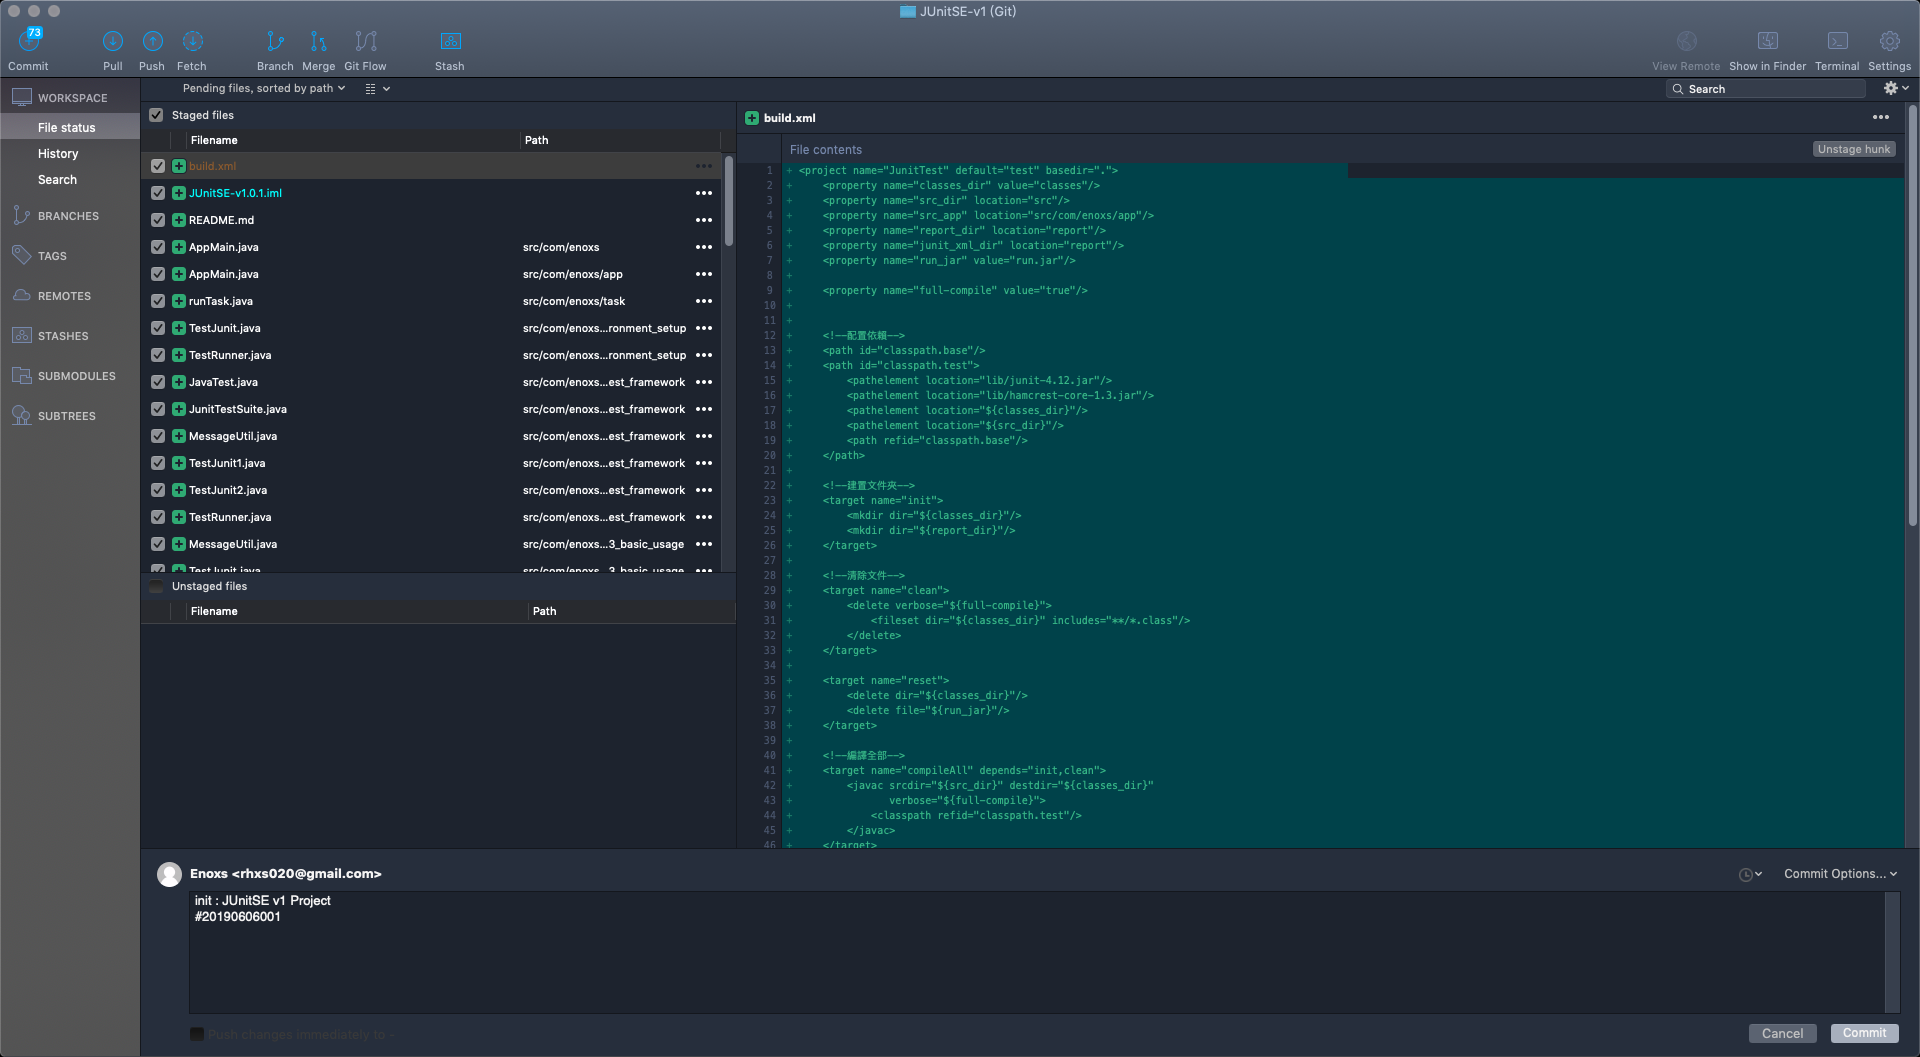 JUnitSE-v1 (Git)
73
Commit
Pull
Push
Fetch
Branch
Merge
Git Flow
Stash
View Remote
Show in Finder
Terminal
Settings
WORKSPACE
File status
History
Search
BRANCHES
TAGS
REMOTES
STASHES
SUBMODULES
SUBTREES
Pending files, sorted by path
Search
Staged files
Filename Path
build.xml
JUnitSE-v1.0.1.iml
README.md
AppMain.java src/com/enoxs
AppMain.java src/com/enoxs/app
runTask.java src/com/enoxs/task
TestJunit.java src/com/enoxs...ronment_setup
TestRunner.java src/com/enoxs...ronment_setup
JavaTest.java src/com/enoxs...est_framework
JunitTestSuite.java src/com/enoxs...est_framework
MessageUtil.java src/com/enoxs...est_framework
TestJunit1.java src/com/enoxs...est_framework
TestJunit2.java src/com/enoxs...est_framework
TestRunner.java src/com/enoxs...est_framework
MessageUtil.java src/com/enoxs...3_basic_usage
TestJunit.java src/com/enoxs...3_basic_usage
Unstaged files
Filename Path
build.xml
File contents
Unstage hunk
1 + <project name="JunitTest" default="test" basedir=".">
2 + <property name="classes_dir" value="classes"/>
3 + <property name="src_dir" location="src"/>
4 + <property name="src_app" location="src/com/enoxs/app"/>
5 + <property name="report_dir" location="report"/>
6 + <property name="junit_xml_dir" location="report"/>
7 + <property name="run_jar" value="run.jar"/>
8 +
9 + <property name="full-compile" value="true"/>
10 +
11 +
12 + <!--配置依賴-->
13 + <path id="classpath.base"/>
14 + <path id="classpath.test">
15 + <pathelement location="lib/junit-4.12.jar"/>
16 + <pathelement location="lib/hamcrest-core-1.3.jar"/>
17 + <pathelement location="${classes_dir}"/>
18 + <pathelement location="${src_dir}"/>
19 + <path refid="classpath.base"/>
20 + </path>
21 +
22 + <!--建置文件夾-->
23 + <target name="init">
24 + <mkdir dir="${classes_dir}"/>
25 + <mkdir dir="${report_dir}"/>
26 + </target>
27 +
28 + <!--清除文件-->
29 + <target name="clean">
30 + <delete verbose="${full-compile}">
31 + <fileset dir="${classes_dir}" includes="**/*.class"/>
32 + </delete>
33 + </target>
34 +
35 + <target name="reset">
36 + <delete dir="${classes_dir}"/>
37 + <delete file="${run_jar}"/>
38 + </target>
39 +
40 + <!--編譯全部-->
41 + <target name="compileAll" depends="init,clean">
42 + <javac srcdir="${src_dir}" destdir="${classes_dir}"
43 + verbose="${full-compile}">
44 + <classpath refid="classpath.test"/>
45 + </javac>
46 + </target>
Enoxs <rhxs020@gmail.com>
Commit Options...
init : JUnitSE v1 Project
#20190606001
Push changes immediately to -
Cancel
Commit